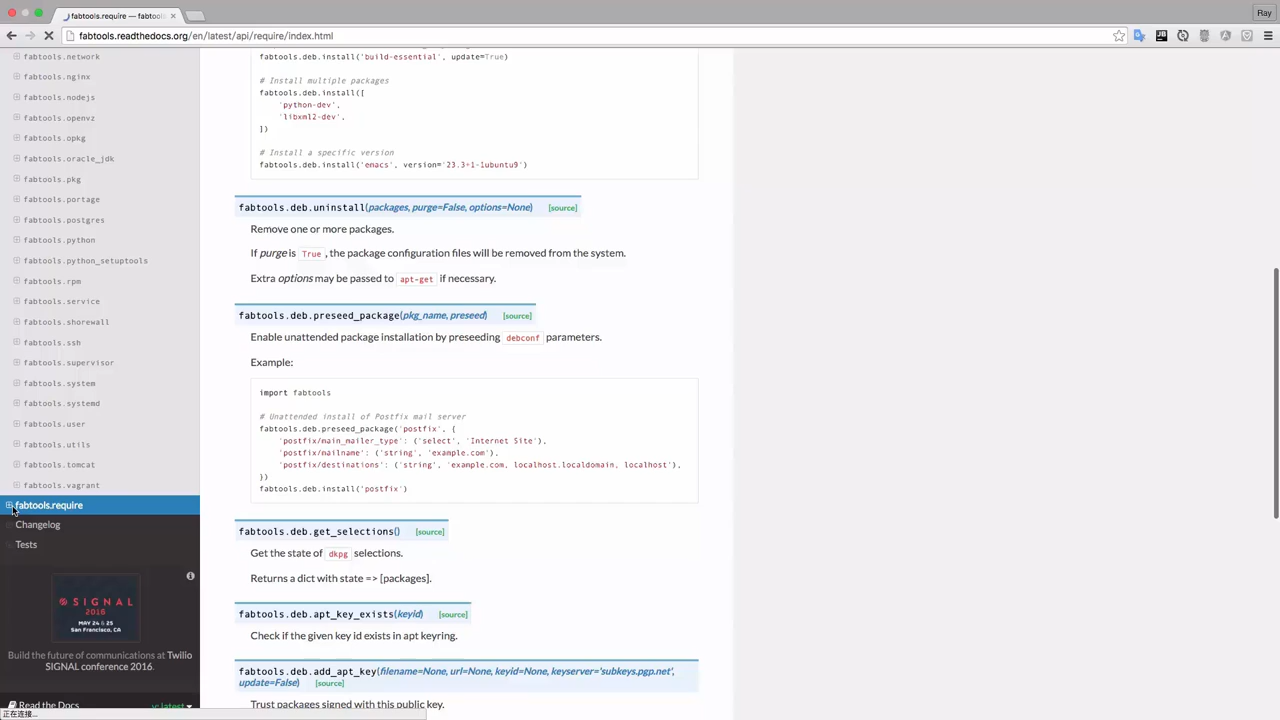 fabtools.require — fabtools
Ray
fabtools.readthedocs.org/en/latest/api/require/index.html
fabtools.network
fabtools.nginx
fabtools.nodejs
fabtools.openvz
fabtools.opkg
fabtools.oracle_jdk
fabtools.pkg
fabtools.portage
fabtools.postgres
fabtools.python
fabtools.python_setuptools
fabtools.rpm
fabtools.service
fabtools.shorewall
fabtools.ssh
fabtools.supervisor
fabtools.system
fabtools.systemd
fabtools.user
fabtools.utils
fabtools.tomcat
fabtools.vagrant
fabtools.require
Changelog
Tests
SIGNAL
2016
MAY 24 & 25
San Francisco, CA
Build the future of communications at Twilio
SIGNAL conference 2016.
Read the Docs
v: latest
正在连接...
fabtools.deb.install('build-essential', update=True)
# Install multiple packages
fabtools.deb.install([
'python-dev',
'libxml2-dev',
])
# Install a specific version
fabtools.deb.install('emacs', version='23.3+1-1ubuntu9')
fabtools.deb.uninstall(packages, purge=False, options=None) [source]
Remove one or more packages.
If purge is True, the package configuration files will be removed from the system.
Extra options may be passed to apt-get if necessary.
fabtools.deb.preseed_package(pkg_name, preseed) [source]
Enable unattended package installation by preseeding debconf parameters.
Example:
import fabtools
# Unattended install of Postfix mail server
fabtools.deb.preseed_package('postfix', {
'postfix/main_mailer_type': ('select', 'Internet Site'),
'postfix/mailname': ('string', 'example.com'),
'postfix/destinations': ('string', 'example.com, localhost.localdomain, localhost'),
})
fabtools.deb.install('postfix')
fabtools.deb.get_selections() [source]
Get the state of dkpg selections.
Returns a dict with state => [packages].
fabtools.deb.apt_key_exists(keyid) [source]
Check if the given key id exists in apt keyring.
fabtools.deb.add_apt_key(filename=None, url=None, keyid=None, keyserver='subkeys.pgp.net',
update=False) [source]
Trust packages signed with this public key.